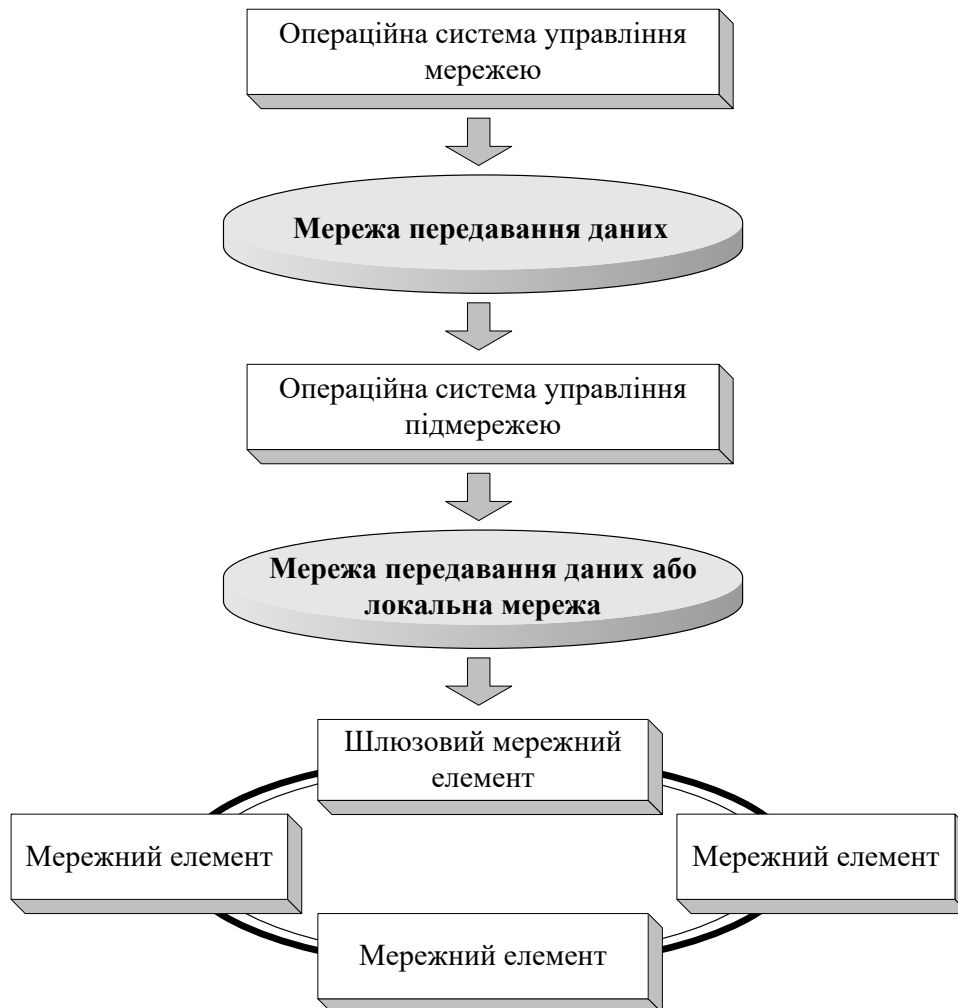 Операційна система управління
мережею
Мережа передавання даних
Операційна система управління
підмережею
Мережа передавання даних або
локальна мережа
Шлюзовий мережний
елемент
Мережний елемент
Мережний елемент
Мережний елемент